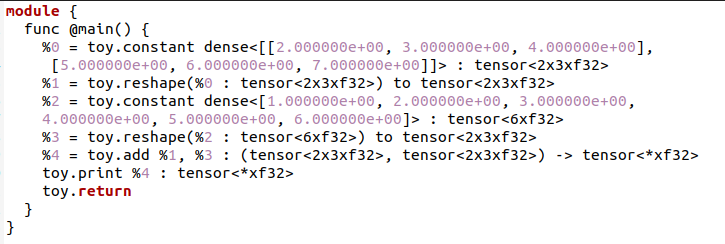 module {
  func @main() {
    %0 = toy.constant dense<[[2.000000e+00, 3.000000e+00, 4.000000e+00],
     [5.000000e+00, 6.000000e+00, 7.000000e+00]]> : tensor<2x3xf32>
    %1 = toy.reshape(%0 : tensor<2x3xf32>) to tensor<2x3xf32>
    %2 = toy.constant dense<[1.000000e+00, 2.000000e+00, 3.000000e+00,
    4.000000e+00, 5.000000e+00, 6.000000e+00]> : tensor<6xf32>
    %3 = toy.reshape(%2 : tensor<6xf32>) to tensor<2x3xf32>
    %4 = toy.add %1, %3 : (tensor<2x3xf32>, tensor<2x3xf32>) -> tensor<*xf32>
    toy.print %4 : tensor<*xf32>
    toy.return
  }
}